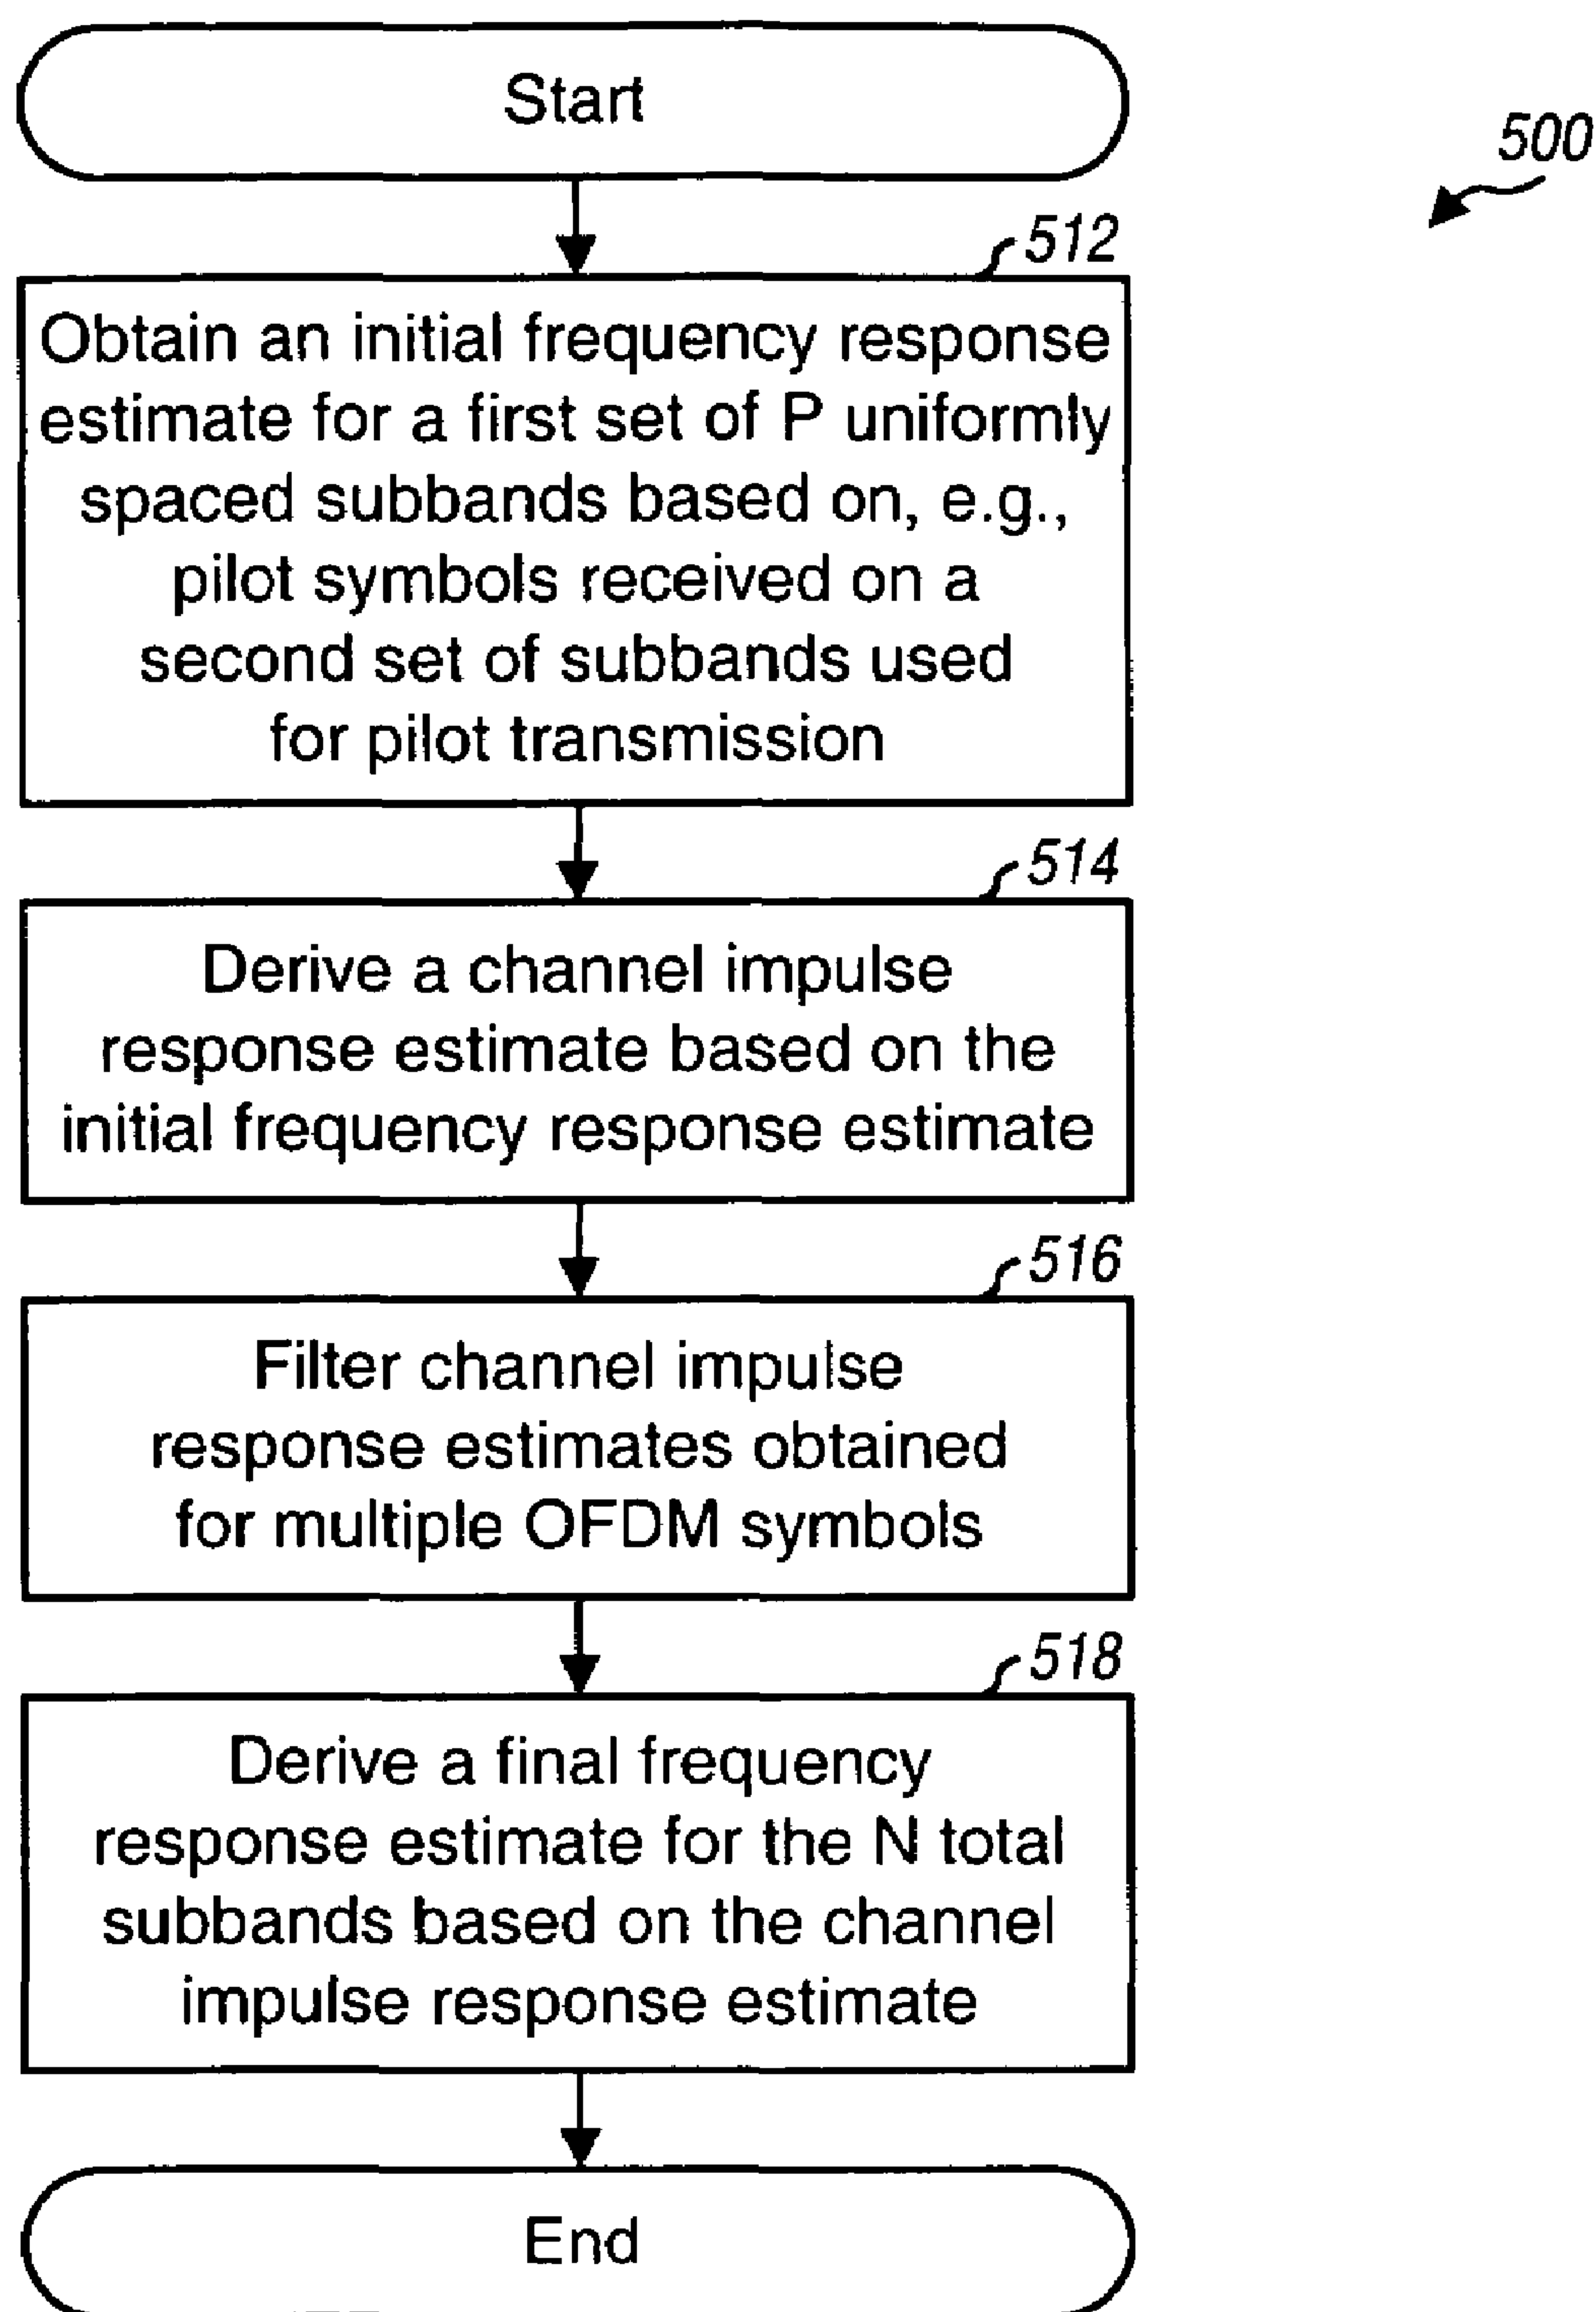 Start
500
512
Obtain an initial frequency response
estimate for a first set of P uniformly
spaced subbands based on, e.g.,
pilot symbols received on a
second set of subbands used
for pilot transmission
514
Derive a channel impulse
response estimate based on the
initial frequency response estimate
516
Filter channel impulse
response estimates obtained
for multiple OFDM symbols
518
Derive a final frequency
response estimate for the N total
subbands based on the channel
impulse response estimate
End